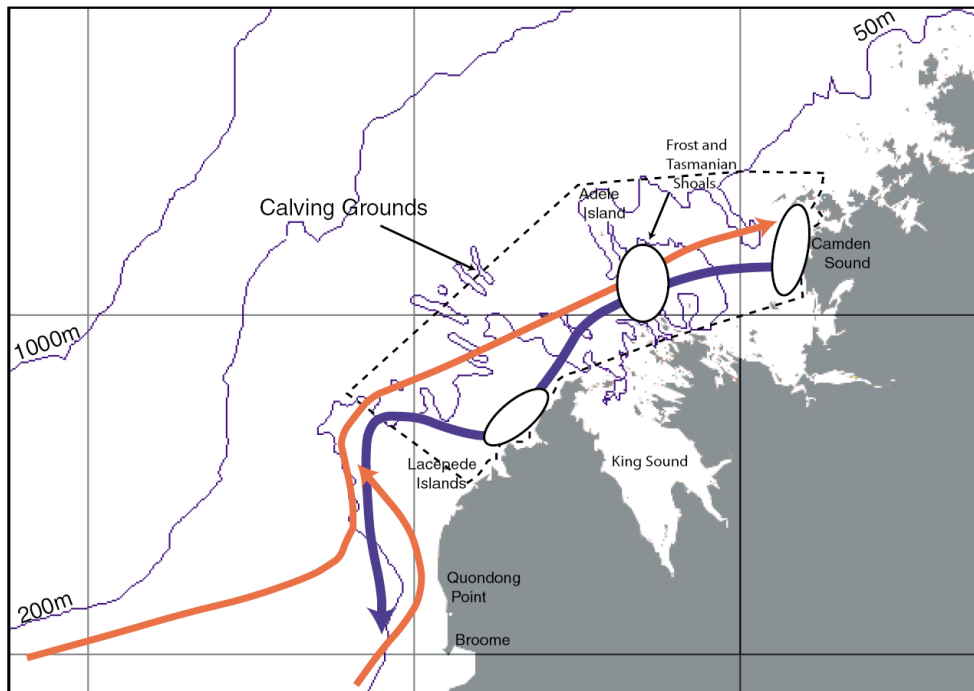 50m
Frost and
Tasmanian
Shoals
Adele
Island
Calving Grounds
Camden
Sound
1000m
Lacepede
Islands
King Sound
Quondong
Point
200m
Broome